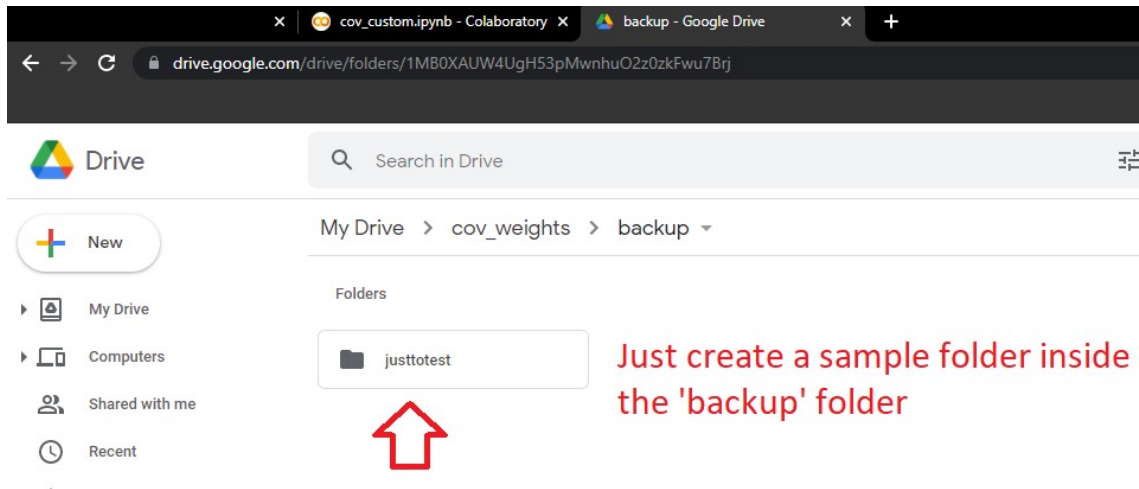 cov_custom.ipynb - Colaboratory
backup - Google Drive
drive.google.com/drive/folders/1MB0XAUW4UgH53pMwnhuO2z0zkFwu7Brj
Drive
Search in Drive
New
My Drive > cov_weights > backup
My Drive
Computers
Shared with me
Recent
Folders
justtotest
Just create a sample folder inside
the 'backup' folder